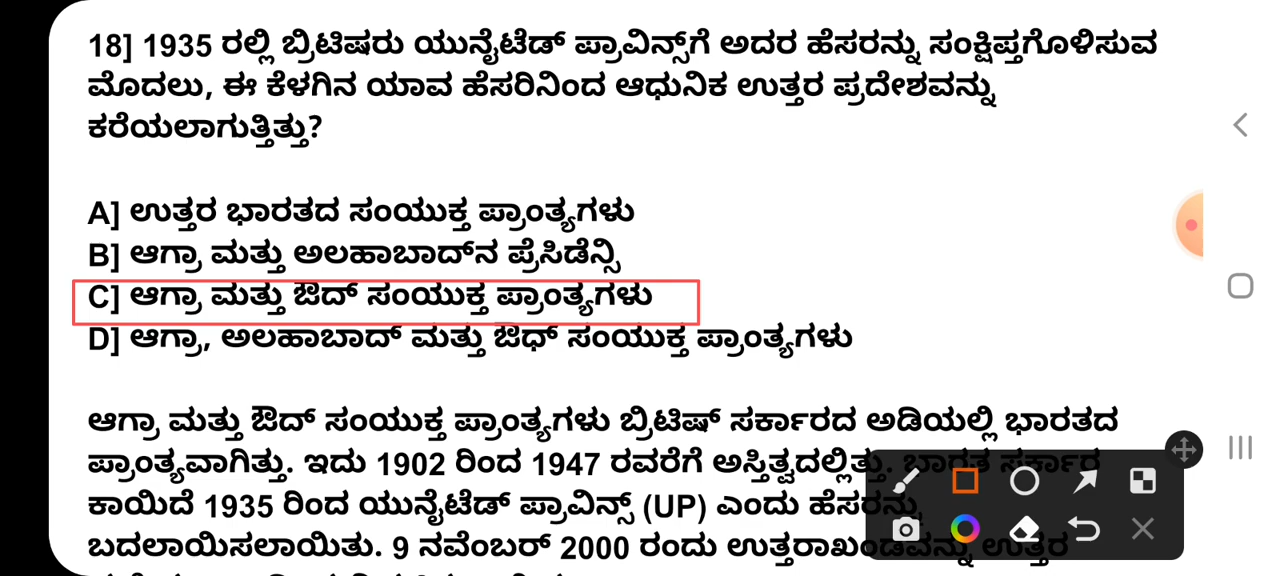 18] 1935 ರಲ್ಲಿ ಬ್ರಿಟಿಷರು ಯುನೈಟೆಡ್ ಪ್ರಾವಿನ್ಸ್‌ಗೆ ಅದರ ಹೆಸರನ್ನು ಸಂಕ್ಷಿಪ್ತಗೊಳಿಸುವ
ಮೊದಲು, ಈ ಕೆಳಗಿನ ಯಾವ ಹೆಸರಿನಿಂದ ಆಧುನಿಕ ಉತ್ತರ ಪ್ರದೇಶವನ್ನು
ಕರೆಯಲಾಗುತ್ತಿತ್ತು?
A] ಉತ್ತರ ಭಾರತದ ಸಂಯುಕ್ತ ಪ್ರಾಂತ್ಯಗಳು
B] ಆಗ್ರಾ ಮತ್ತು ಅಲಹಾಬಾದ್‌ನ ಪ್ರೆಸಿಡೆನ್ಸಿ
C] ಆಗ್ರಾ ಮತ್ತು ಔದ್ ಸಂಯುಕ್ತ ಪ್ರಾಂತ್ಯಗಳು
D] ಆಗ್ರಾ, ಅಲಹಾಬಾದ್ ಮತ್ತು ಔಧ್ ಸಂಯುಕ್ತ ಪ್ರಾಂತ್ಯಗಳು
ಆಗ್ರಾ ಮತ್ತು ಔದ್ ಸಂಯುಕ್ತ ಪ್ರಾಂತ್ಯಗಳು ಬ್ರಿಟಿಷ್ ಸರ್ಕಾರದ ಅಡಿಯಲ್ಲಿ ಭಾರತದ
ಪ್ರಾಂತ್ಯವಾಗಿತ್ತು. ಇದು 1902 ರಿಂದ 1947 ರವರೆಗೆ ಅಸ್ತಿತ್ವದಲ್ಲಿತ್ತು. ಭಾರತ ಸರ್ಕಾರ
ಕಾಯಿದೆ 1935 ರಿಂದ ಯುನೈಟೆಡ್ ಪ್ರಾವಿನ್ಸ್ (UP) ಎಂದು ಹೆಸರನ್ನು
ಬದಲಾಯಿಸಲಾಯಿತು. 9 ನವೆಂಬರ್ 2000 ರಂದು ಉತ್ತರಾಖಂಡವನ್ನು ಉತ್ತರ